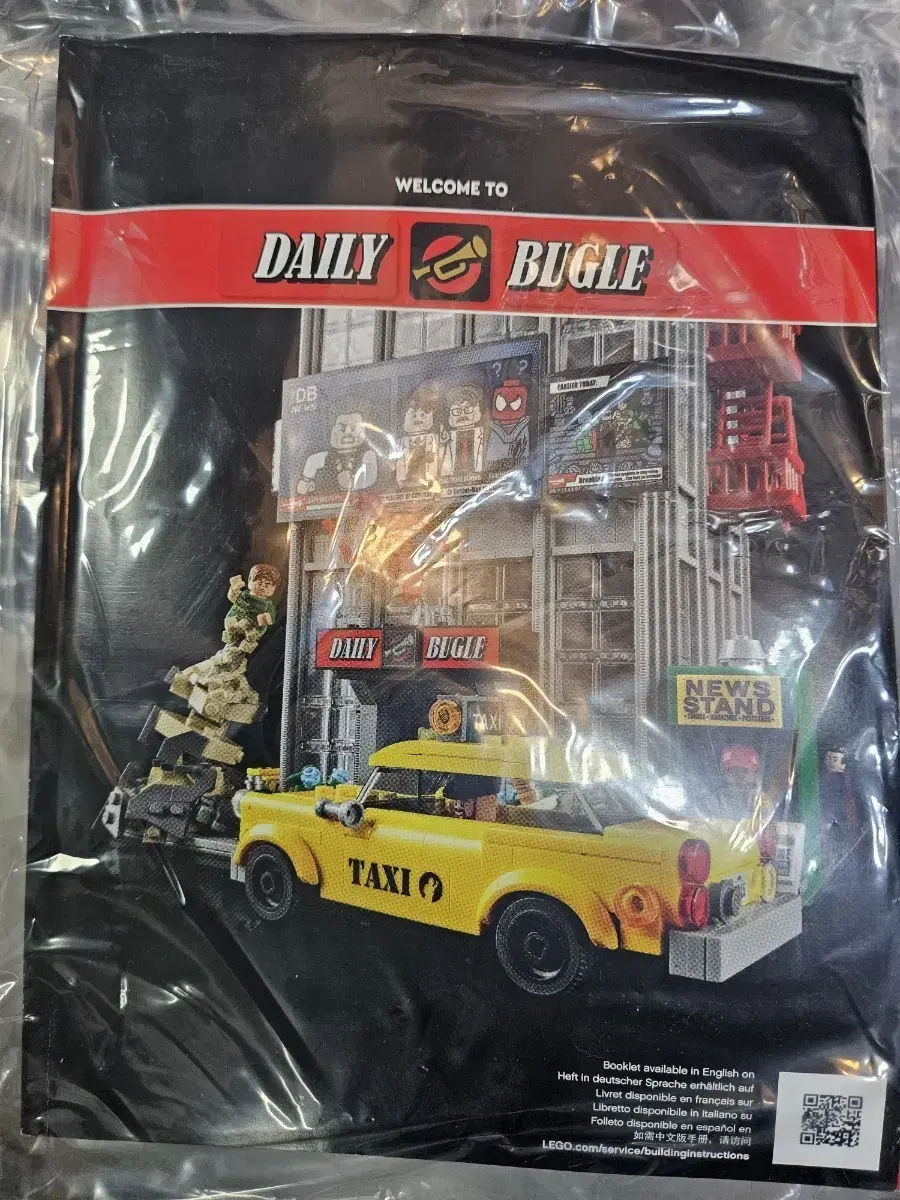 WELCOME TO
DAILY BUGLE
DB
NEWS
? ?
EARLIER TODAY:
DAILY BUGLE
TAXI
NEWS
STAND
TAXI
Booklet available in English on
Heft in deutscher Sprache erhältlich auf
Livret disponible en français sur
Libretto disponibile in italiano su
Folleto disponible en español en
如需中文版手册，请访问
LEGO.com/service/buildinginstructions